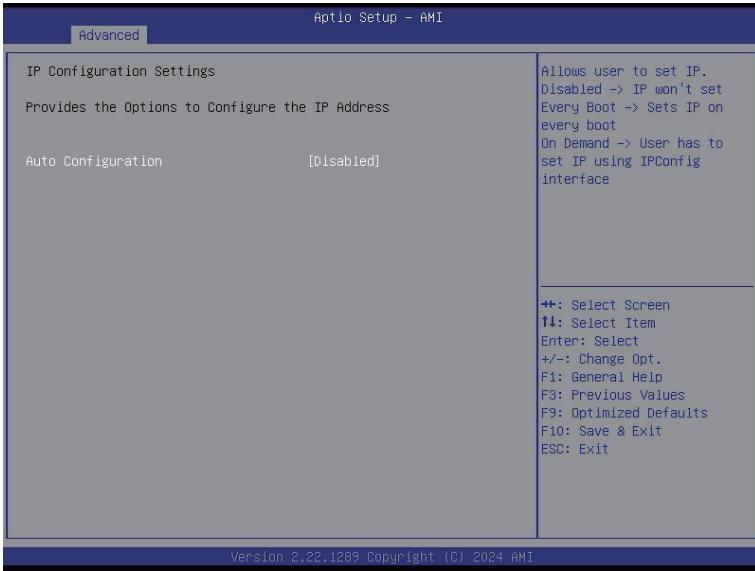 Aptio Setup – AMI
Advanced
IP Configuration Settings
Provides the Options to Configure the IP Address
Auto Configuration [Disabled]
Allows user to set IP.
Disabled -> IP won't set
Every Boot -> Sets IP on
every boot
On Demand -> User has to
set IP using IPConfig
interface
→←: Select Screen
↑↓: Select Item
Enter: Select
+/-: Change Opt.
F1: General Help
F3: Previous Values
F9: Optimized Defaults
F10: Save & Exit
ESC: Exit
Version 2.22.1289 Copyright (C) 2024 AMI